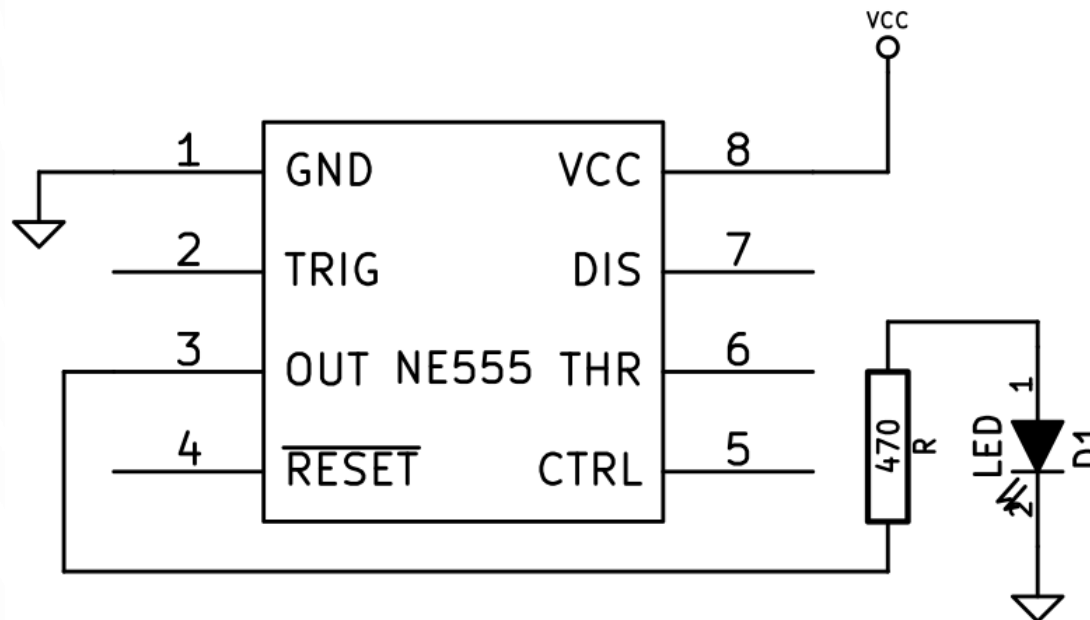 VCC
1
GND
VCC
8
2
TRIG
DIS
7
3
OUT
NE555
THR
6
4
RESET
CTRL
5
470
R
1
LED
2
D1